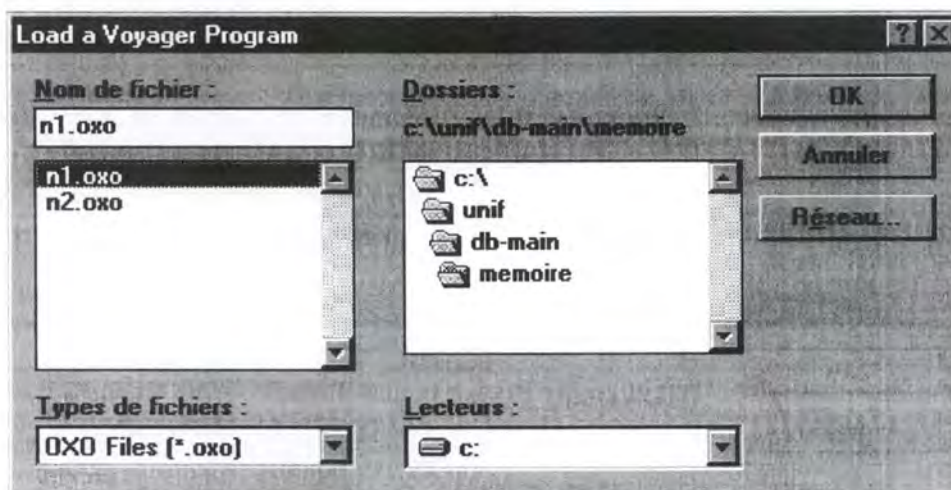 Load a Voyager Program
Nom de fichier :
n1.oxo
n1.oxo
n2.oxo
Types de fichiers :
OXO Files (*.oxo)
Dossiers :
c:\unif\db-main\memoire
c:\
unif
db-main
memoire
Lecteurs :
c:
OK
Annuler
Réseau...